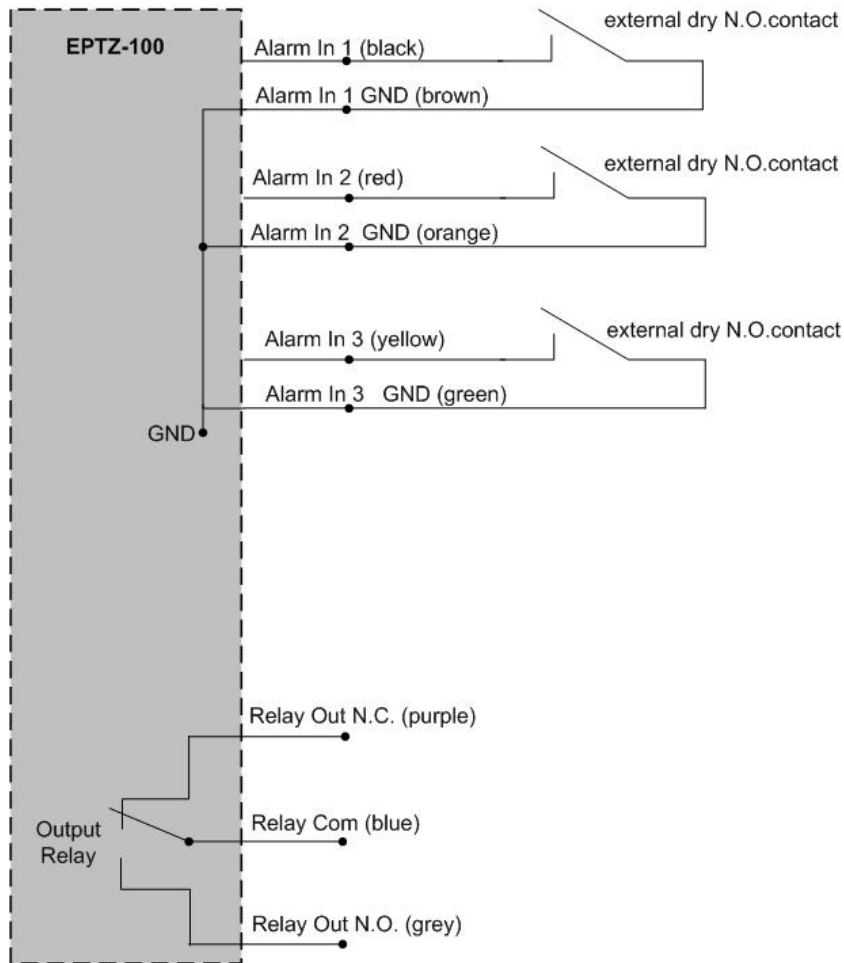 EPTZ-100
Alarm In 1 (black)
external dry N.O.contact
Alarm In 1 GND (brown)
Alarm In 2 (red)
external dry N.O.contact
Alarm In 2 GND (orange)
Alarm In 3 (yellow)
external dry N.O.contact
Alarm In 3 GND (green)
GND
Relay Out N.C. (purple)
Output
Relay
Relay Com (blue)
Relay Out N.O. (grey)